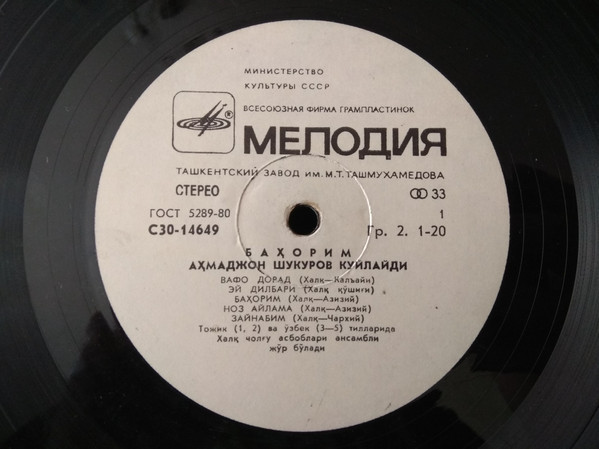 МИНИСТЕРСТВО
КУЛЬТУРЫ СССР
ВСЕСОЮЗНАЯ ФИРМА ГРАМПЛАСТИНОК
®
МЕЛОДИЯ
ТАШКЕНТСКИЙ ЗАВОД ИМ. М.Т. ТАШМУХАМЕДОВА
СТЕРЕО 33
ГОСТ 5289-80 1
С30-14649 Гр. 2. 1-20
БАҲОРИМ
АҲМАДЖОН ШУКУРОВ КУЙЛАЙДИ
ВАФО ДОРАД (Халқ—Калъайи)
ЭЙ ДИЛБАРИ (Халқ қўшиғи)
БАҲОРИМ (Халқ—Азизий)
НОЗ АЙЛАМА (Халқ—Азизий)
ЗАЙНАБИМ (Халқ—Чархий)
Тожик (1, 2) ва ўзбек (3—5) тилларида
Халқ чолғу асбоблари ансамбли
жўр бўлади